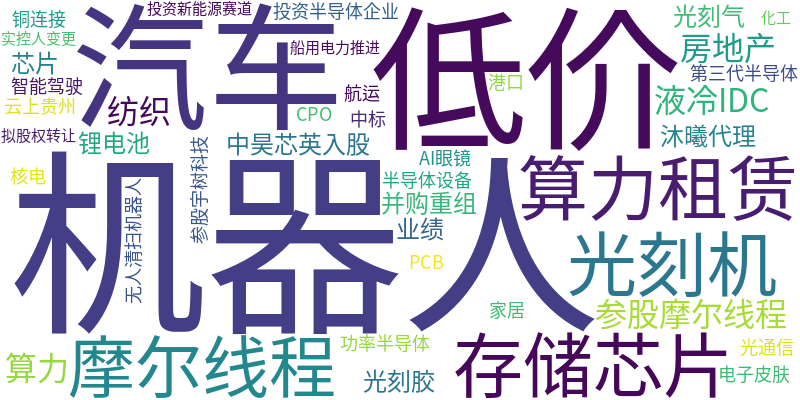 铜连接
投资新能源赛道
投资半导体企业
光刻气
化工
实控人变更
汽车
船用电力推进
低价
房地产
芯片
第三代半导体
智能驾驶
港口
云上贵州
纺织
航运
液冷IDC
CPO
中标
拟股权转让
锂电池
中昊芯英入股
沐曦代理
参股宇树科技
AI眼镜
核电
机器人
半导体设备
算力租赁
无人清扫机器人
并购重组
业绩
光刻机
PCB
家居
参股摩尔线程
算力
摩尔线程
功率半导体
存储芯片
光通信
光刻胶
电子皮肤